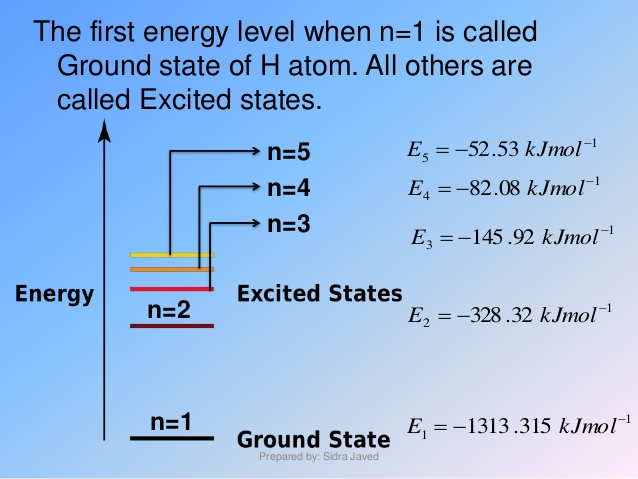 The first energy level when n=1 is called
Ground state of H atom. All others are
called Excited states.
n=5
E₅ = −52.53 kJmol⁻¹
n=4
E₄ = −82.08 kJmol⁻¹
n=3
E₃ = −145.92 kJmol⁻¹
Energy
Excited States
n=2
E₂ = −328.32 kJmol⁻¹
n=1
E₁ = −1313.315 kJmol⁻¹
Ground State
Prepared by: Sidra Javed